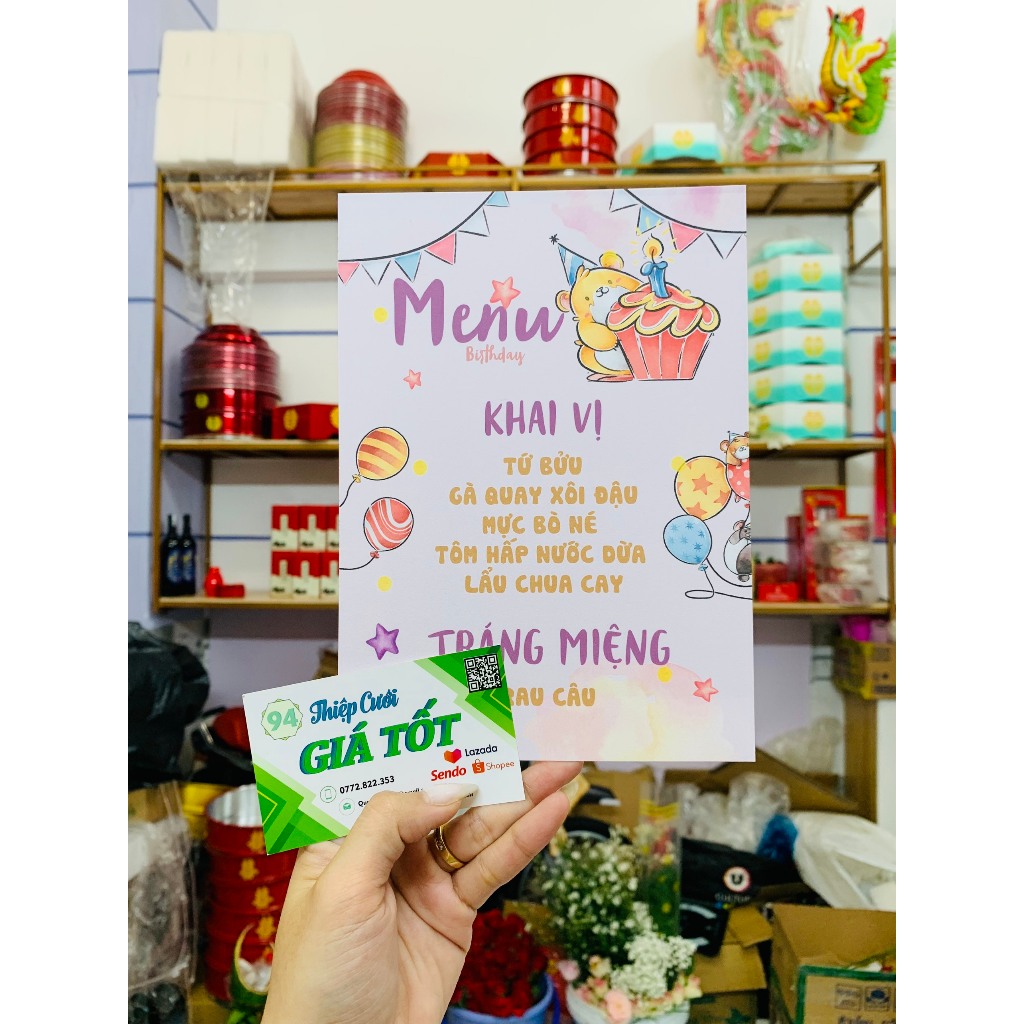 Menu
Birthday
KHAI VỊ
TỨ BỬU
GÀ QUAY XÔI ĐẬU
MỰC BÒ NÉ
TÔM HẤP NƯỚC DỪA
LẨU CHUA CAY
TRÁNG MIỆNG
RAU CÂU
94 Thiệp Cưới
GIÁ TỐT
Lazada
Sendo Shopee
0772.822.353